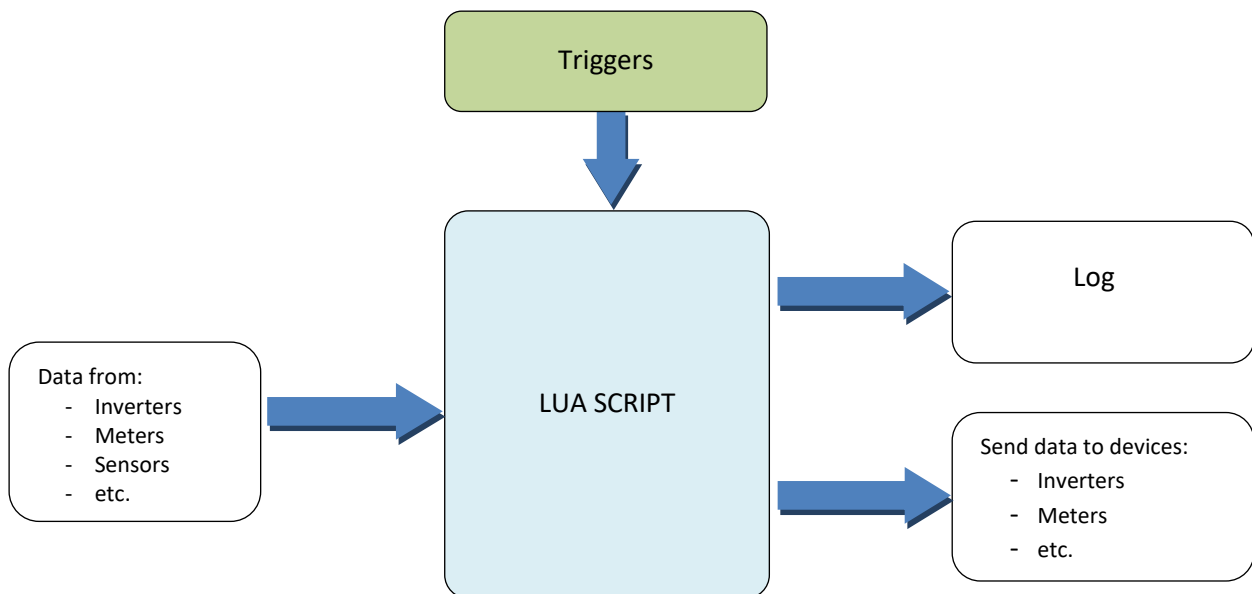 Triggers
Log
Data from:
- Inverters
- Meters
- Sensors
- etc.
LUA SCRIPT
Send data to devices:
- Inverters
- Meters
- etc.